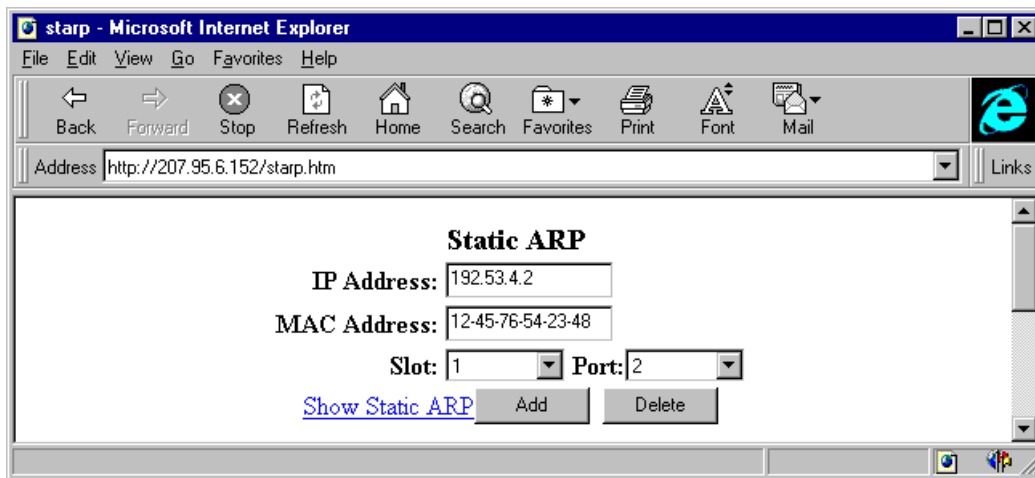 starp - Microsoft Internet Explorer
File Edit View Go Favorites Help
Back Forward Stop Refresh Home Search Favorites Print Font Mail
Address http://207.95.6.152/starp.htm Links
Static ARP
IP Address: 192.53.4.2
MAC Address: 12-45-76-54-23-48
Slot: 1 Port: 2
Show Static ARP Add Delete